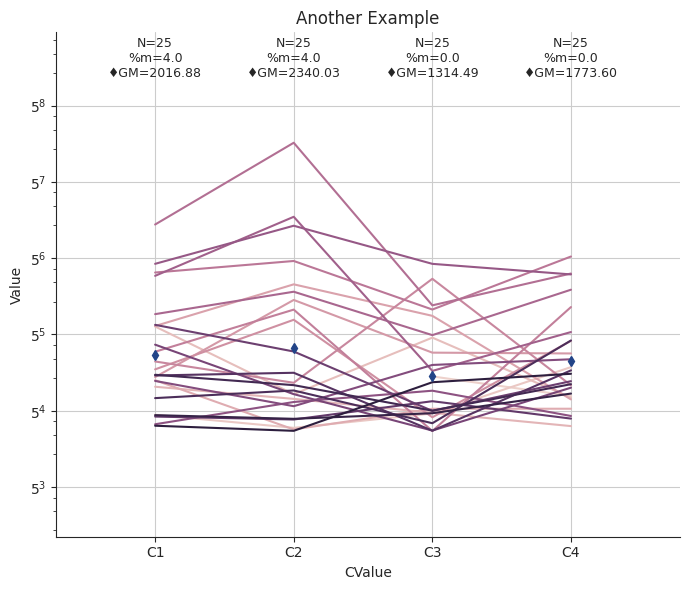 Another Example
N=25 N=25 N=25 N=25
%m=4.0 %m=4.0 %m=0.0 %m=0.0
♦GM=2016.88 ♦GM=2340.03 ♦GM=1314.49 ♦GM=1773.60
5⁸
5⁷
5⁶
5⁵
5⁴
5³
Value
C1 C2 C3 C4
CValue